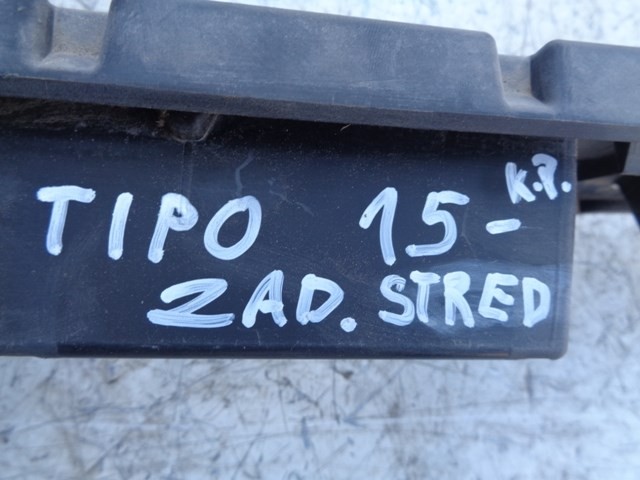 TIPO 15- K.P.
ZAD. STRED